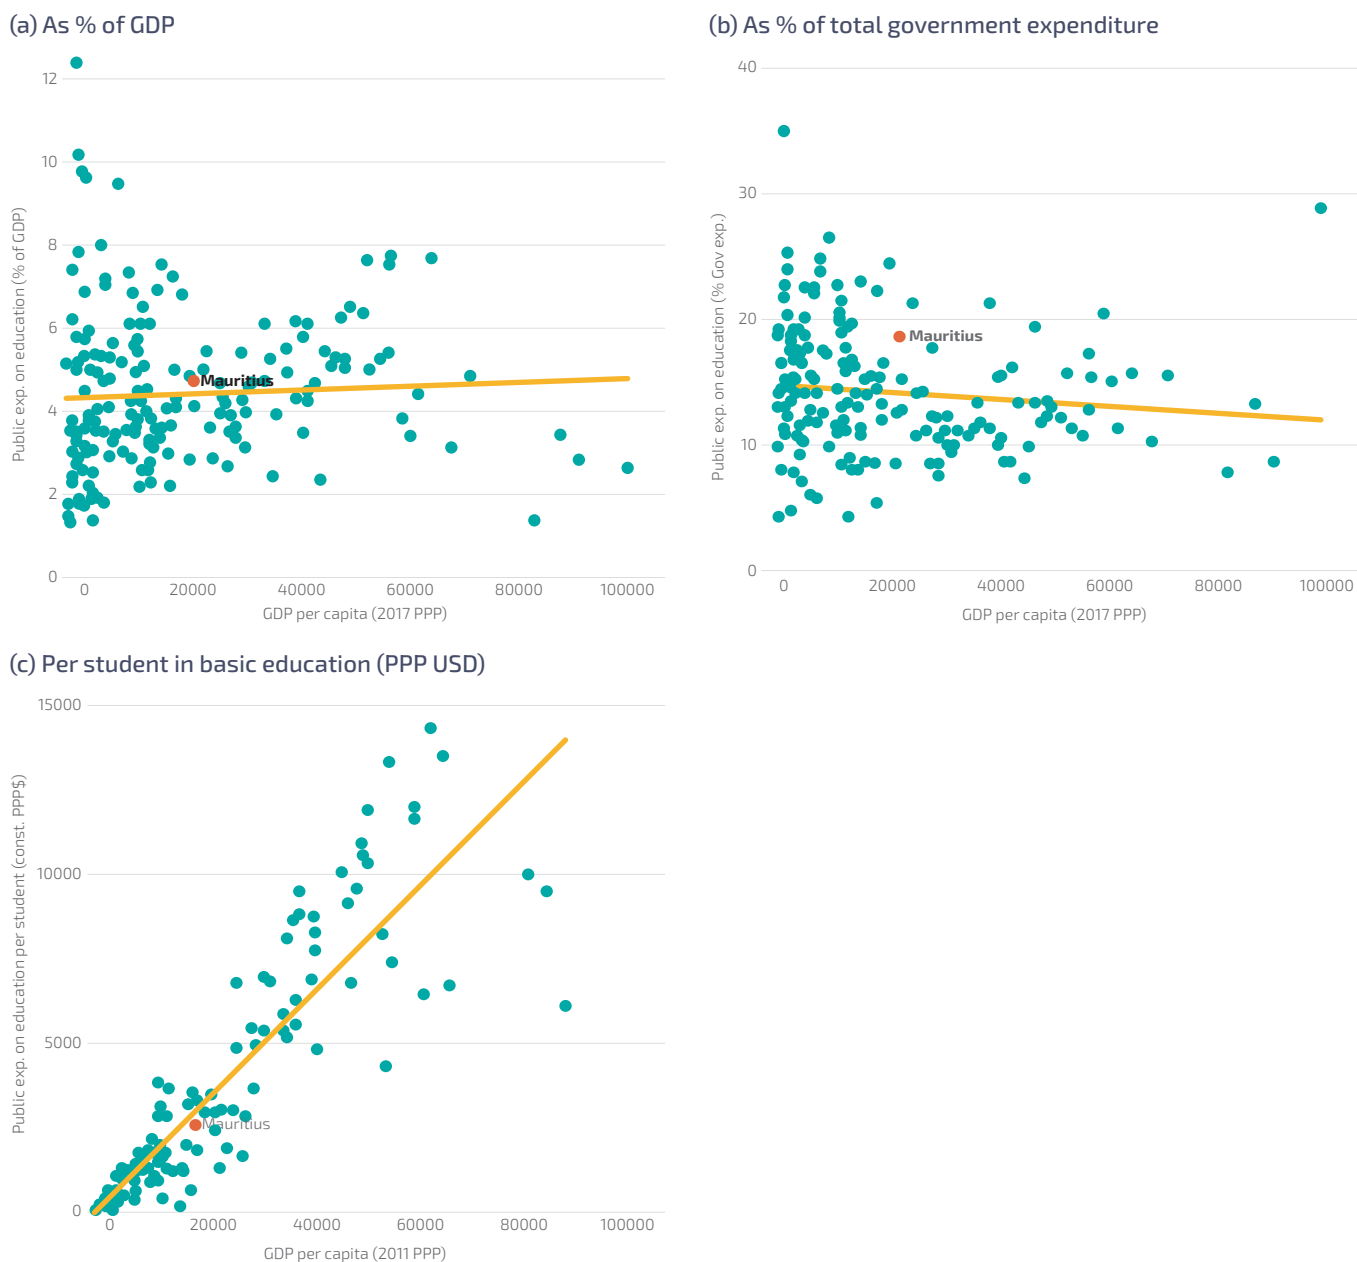 (a) As % of GDP
Public exp. on education (% of GDP)
12
10
8
6
4
2
0
Mauritius
0 20000 40000 60000 80000 100000
GDP per capita (2017 PPP)
(b) As % of total government expenditure
Public exp. on education (% Gov exp.)
40
30
20
10
0
Mauritius
0 20000 40000 60000 80000 100000
GDP per capita (2017 PPP)
(c) Per student in basic education (PPP USD)
Public exp. on education per student (const. PPP$)
15000
10000
5000
0
Mauritius
0 20000 40000 60000 80000 100000
GDP per capita (2011 PPP)